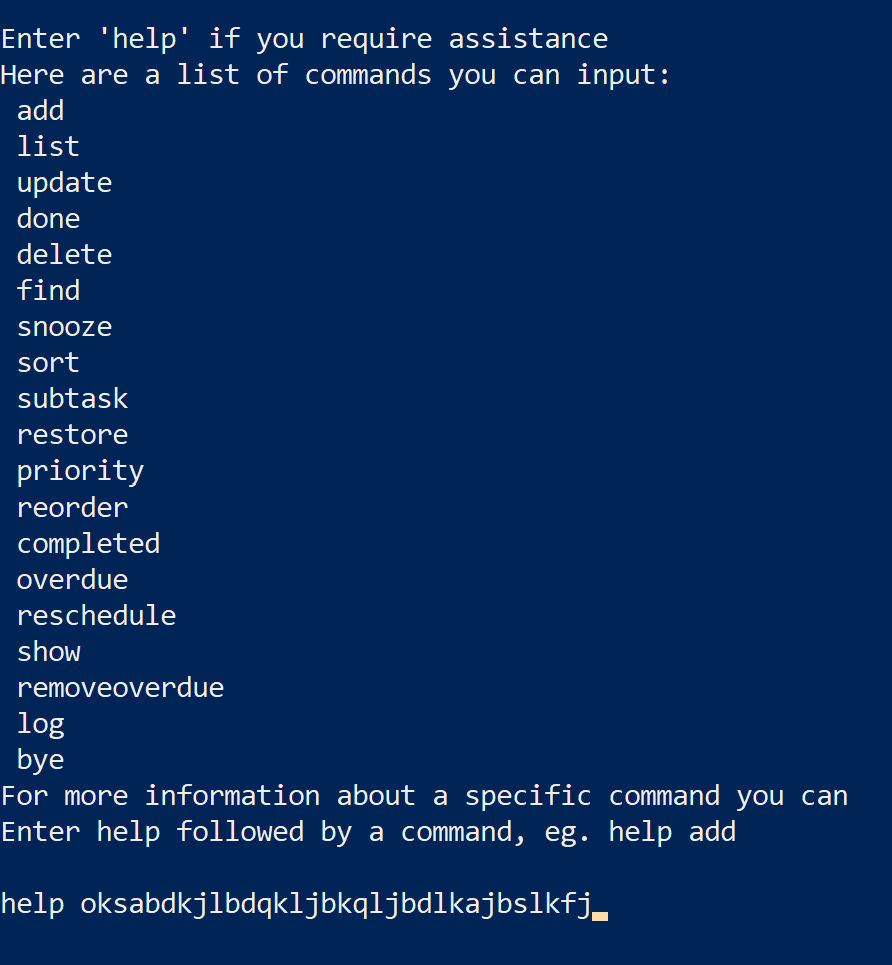 Enter 'help' if you require assistance
Here are a list of commands you can input:
add
list
update
done
delete
find
snooze
sort
subtask
restore
priority
reorder
completed
overdue
reschedule
show
removeoverdue
log
bye
For more information about a specific command you can
Enter help followed by a command, eg. help add
help oksabdkjlbdqkljbkqljbdlkajbslkfj